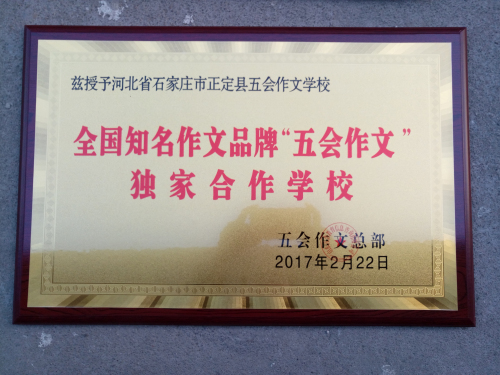 兹授予河北省石家庄市正定县五会作文学校
全国知名作文品牌“五会作文”
独家合作学校
五会作文总部
2017年2月22日